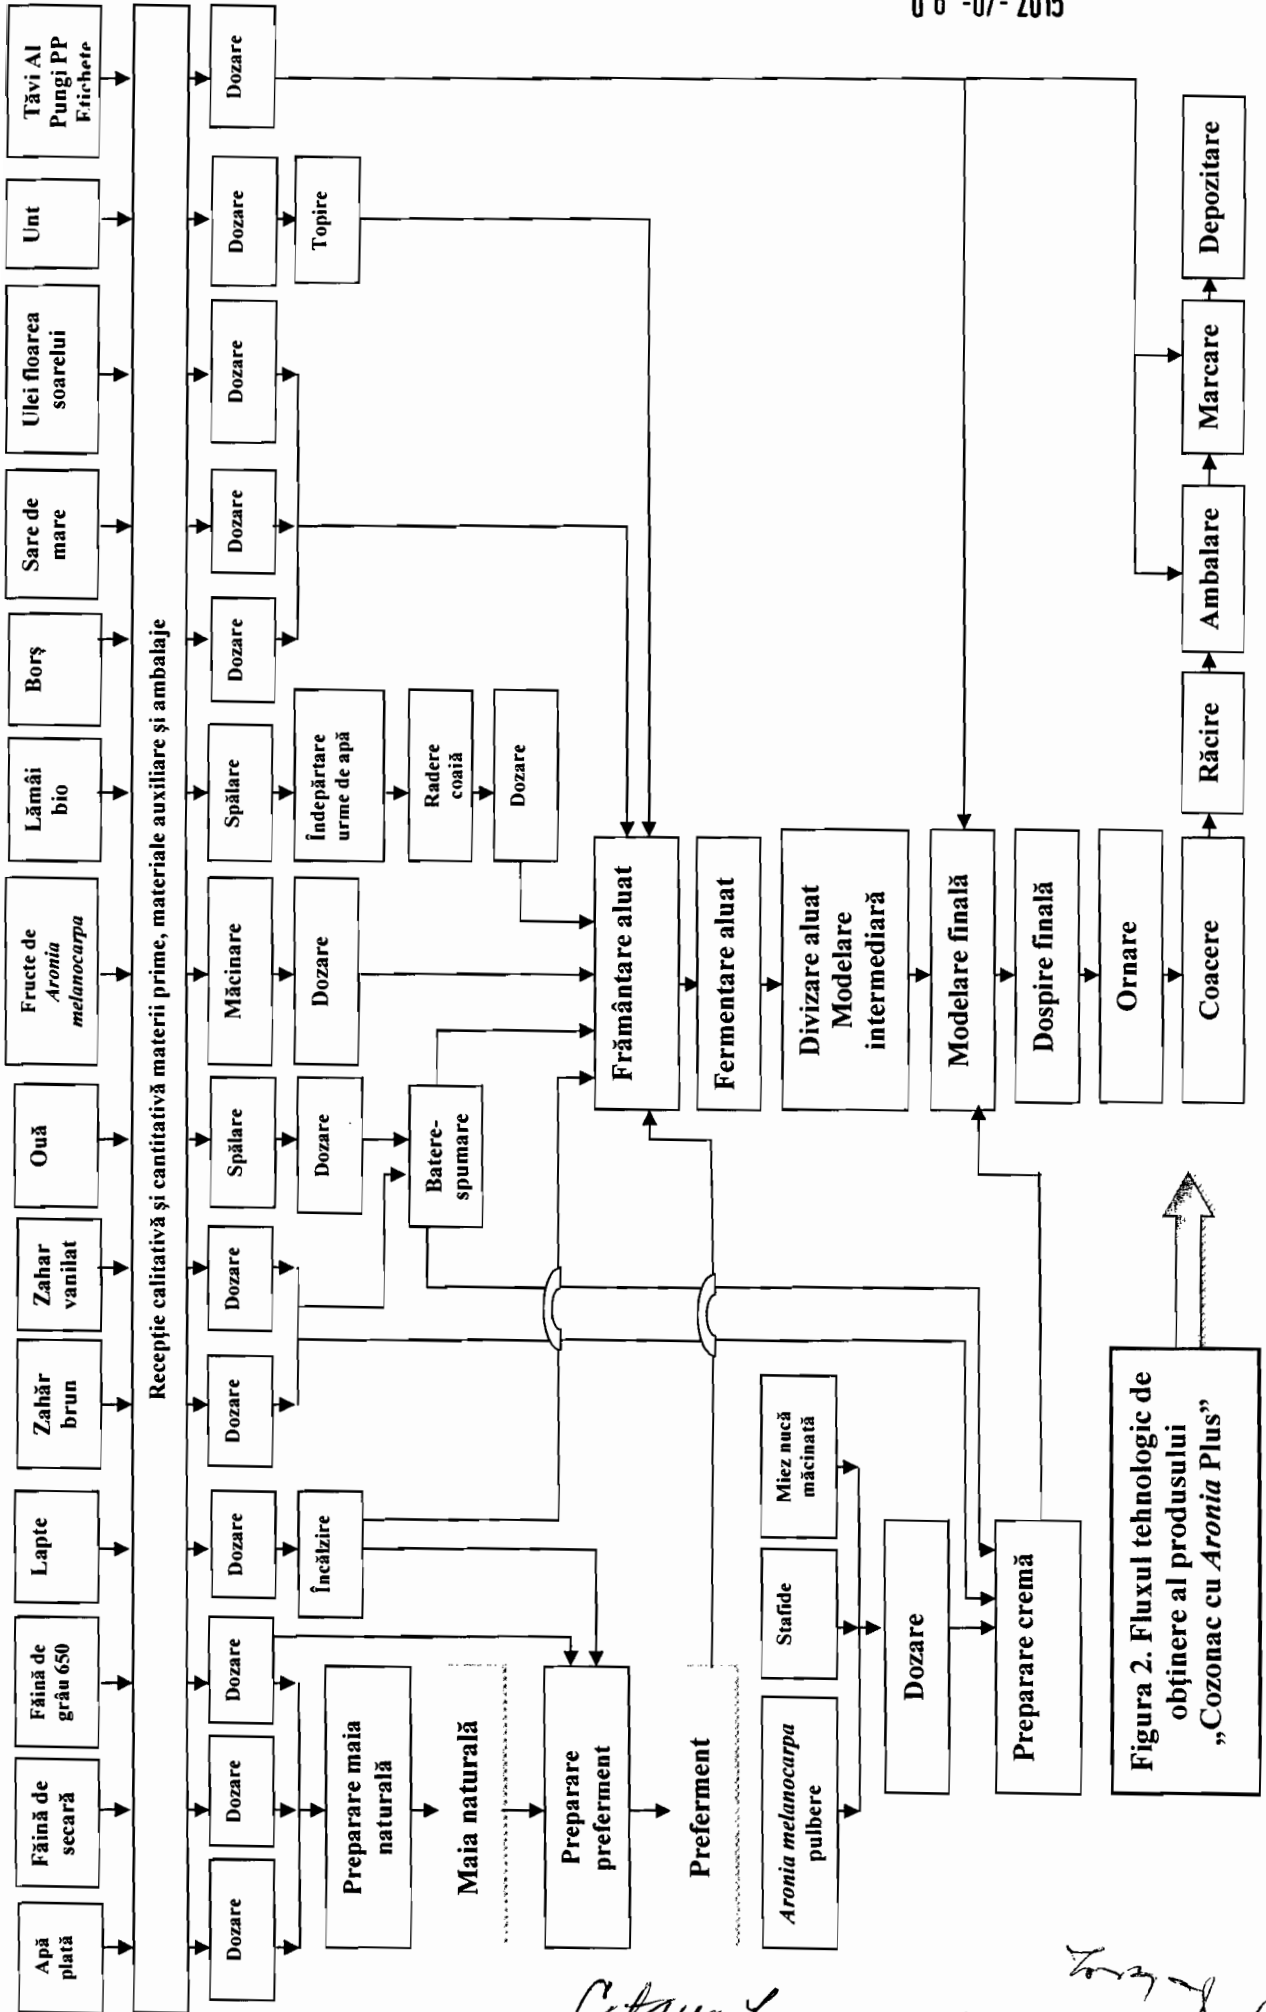 08-07-2015
Apă
plată
Făină de
secară
Făină de
grâu 650
Lapte
Zahăr
brun
Zahar
vanilat
Ouă
Fructe de
Aronia
melanocarpa
Lămâi
bio
Borș
Sare de
mare
Ulei floarea
soarelui
Unt
Tăvi Al
Pungi PP
Etichete
Recepție calitativă și cantitativă materii prime, materiale auxiliare și ambalaje
Dozare
Dozare
Dozare
Dozare
Dozare
Dozare
Spălare
Măcinare
Spălare
Dozare
Dozare
Dozare
Dozare
Dozare
Preparare maia
naturală
Încălzire
Dozare
Dozare
Îndepărtare
urme de apă
Topire
Maia naturală
Batere-
spumare
Radere
coaiă
Dozare
Preparare
preferment
Frământare aluat
Preferment
Fermentare aluat
Aronia melanocarpa
pulbere
Stafide
Miez nucă
măcinată
Divizare aluat
Modelare
intermediară
Dozare
Modelare finală
Preparare cremă
Dospire finală
Ornare
Coacere
Răcire
Ambalare
Marcare
Depozitare
Figura 2. Fluxul tehnologic de
obținere al produsului
„Cozonac cu Aronia Plus”